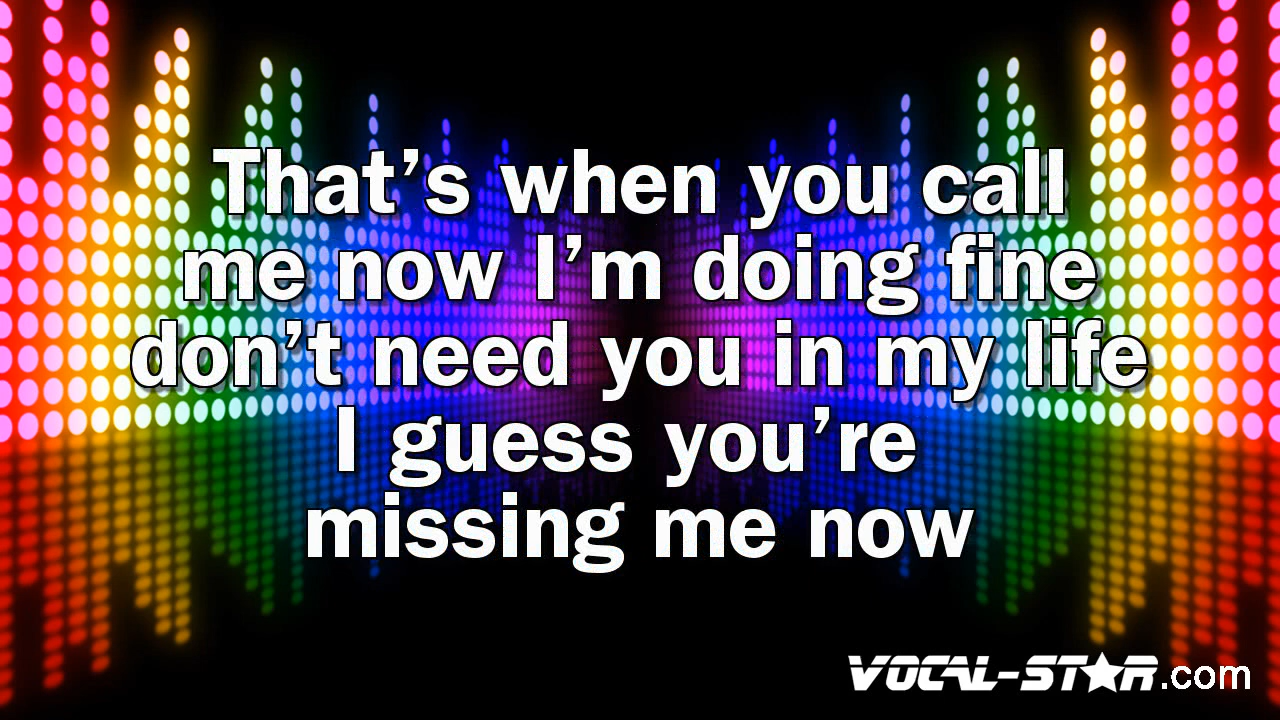 That’s when you call
me now I’m doing fine
don’t need you in my life
I guess you’re
missing me now
VOCAL-STAR.com